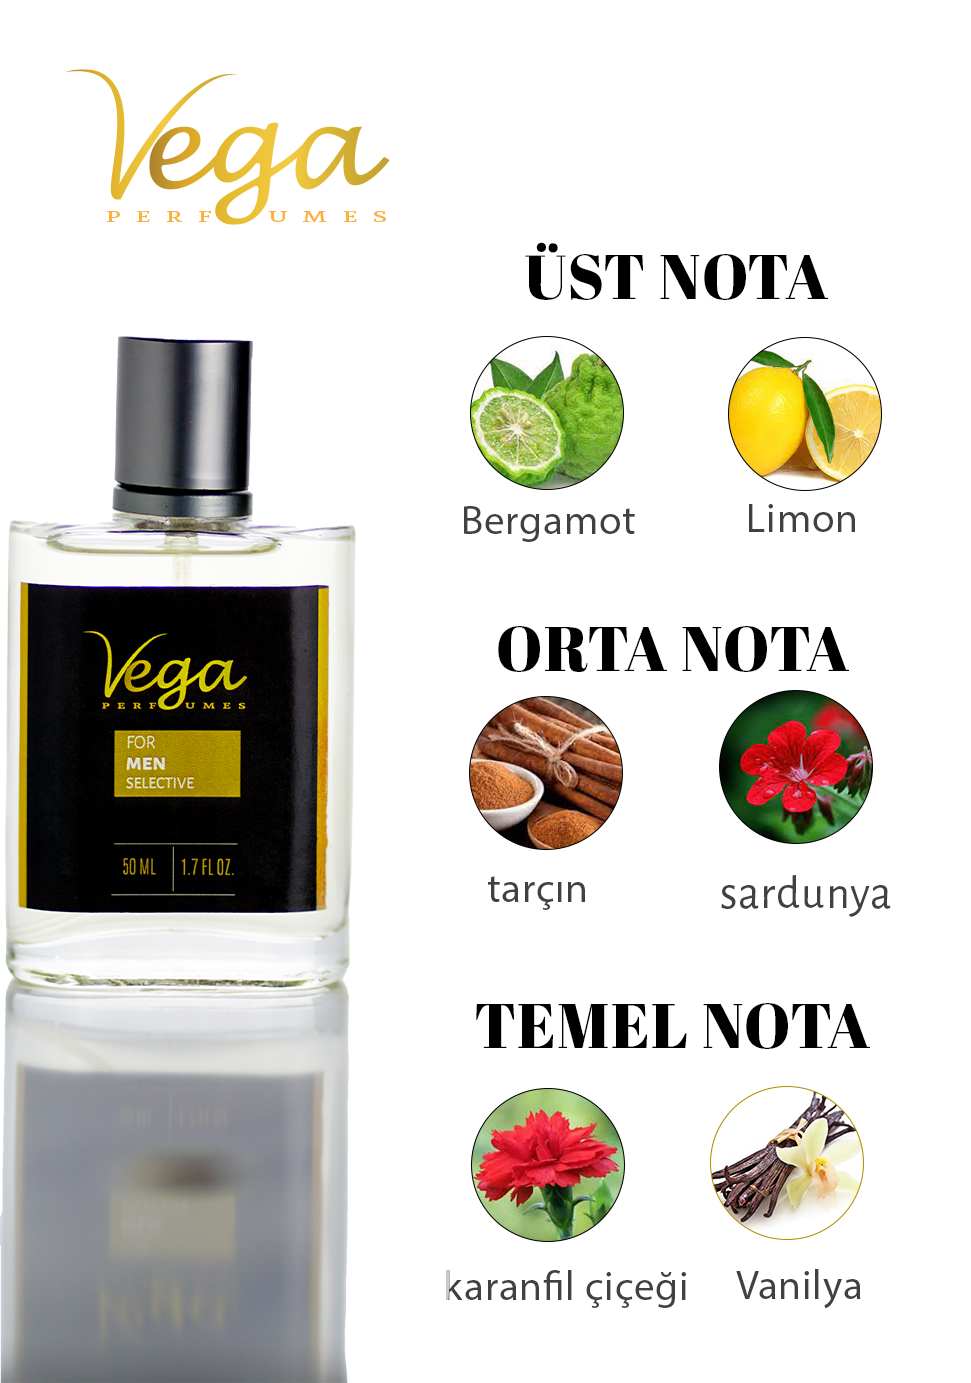 Vega
PERFUMES
ÜST NOTA
Bergamot
Limon
Vega
PERFUMES
FOR
MEN
SELECTIVE
50 ML
1.7 FL OZ.
ORTA NOTA
tarçın
sardunya
TEMEL NOTA
karanfil çiçeği
Vanilya